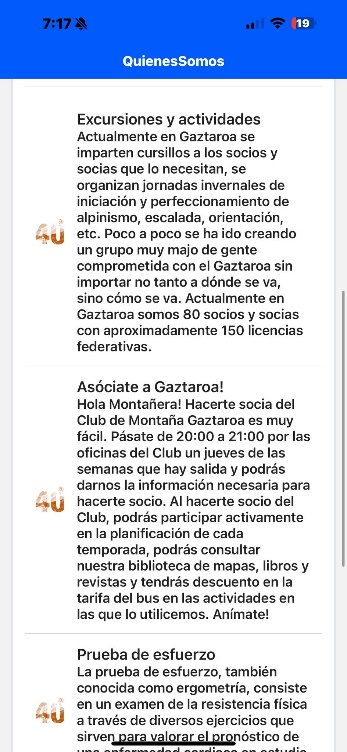 7:17
19
QuienesSomos
Excursiones y actividades
Actualmente en Gaztaroa se
imparten cursillos a los socios y
socias que lo necesitan, se
organizan jornadas invernales de
iniciación y perfeccionamiento de
alpinismo, escalada, orientación,
etc. Poco a poco se ha ido creando
un grupo muy majo de gente
comprometida con el Gaztaroa sin
importar no tanto a dónde se va,
sino cómo se va. Actualmente en
Gaztaroa somos 80 socios y socias
con aproximadamente 150 licencias
federativas.
40
Asóciate a Gaztaroa!
Hola Montañera! Hacerte socia del
Club de Montaña Gaztaroa es muy
fácil. Pásate de 20:00 a 21:00 por las
oficinas del Club un jueves de las
semanas que hay salida y podrás
darnos la información necesaria para
hacerte socio. Al hacerte socio del
Club, podrás participar activamente
en la planificación de cada
temporada, podrás consultar
nuestra biblioteca de mapas, libros y
revistas y tendrás descuento en la
tarifa del bus en las actividades en
las que lo utilicemos. Anímate!
40
Prueba de esfuerzo
La prueba de esfuerzo, también
conocida como ergometría, consiste
en un examen de la resistencia física
a través de diversos ejercicios que
sirven para valorar el pronóstico de
una enfermedad cardiaca en estudio
40